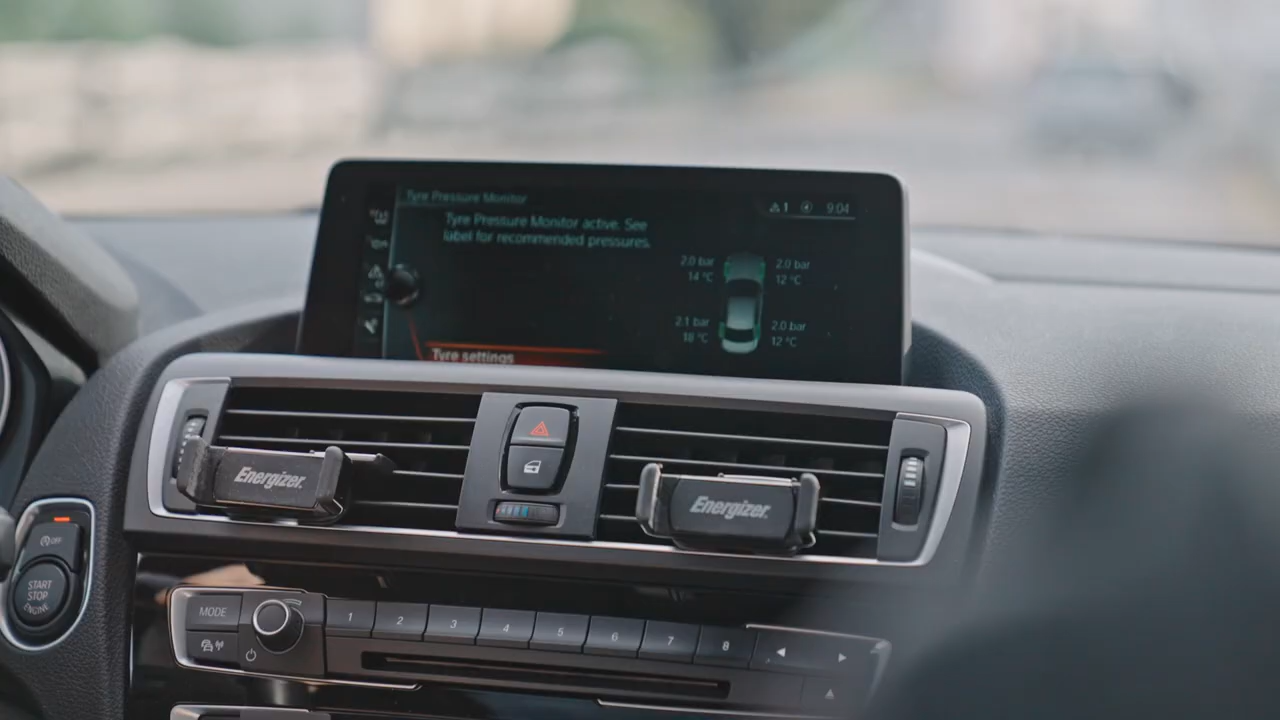 Tyre Pressure Monitor
1
9:04
Tyre Pressure Monitor active. See
label for recommended pressures.
2.0 bar
14 °C
2.0 bar
12 °C
2.1 bar
18 °C
2.0 bar
12 °C
Tyre settings
Energizer.
Energizer.
OFF
START
STOP
ENGINE
MODE
1 2 3 4 5 6 7 8